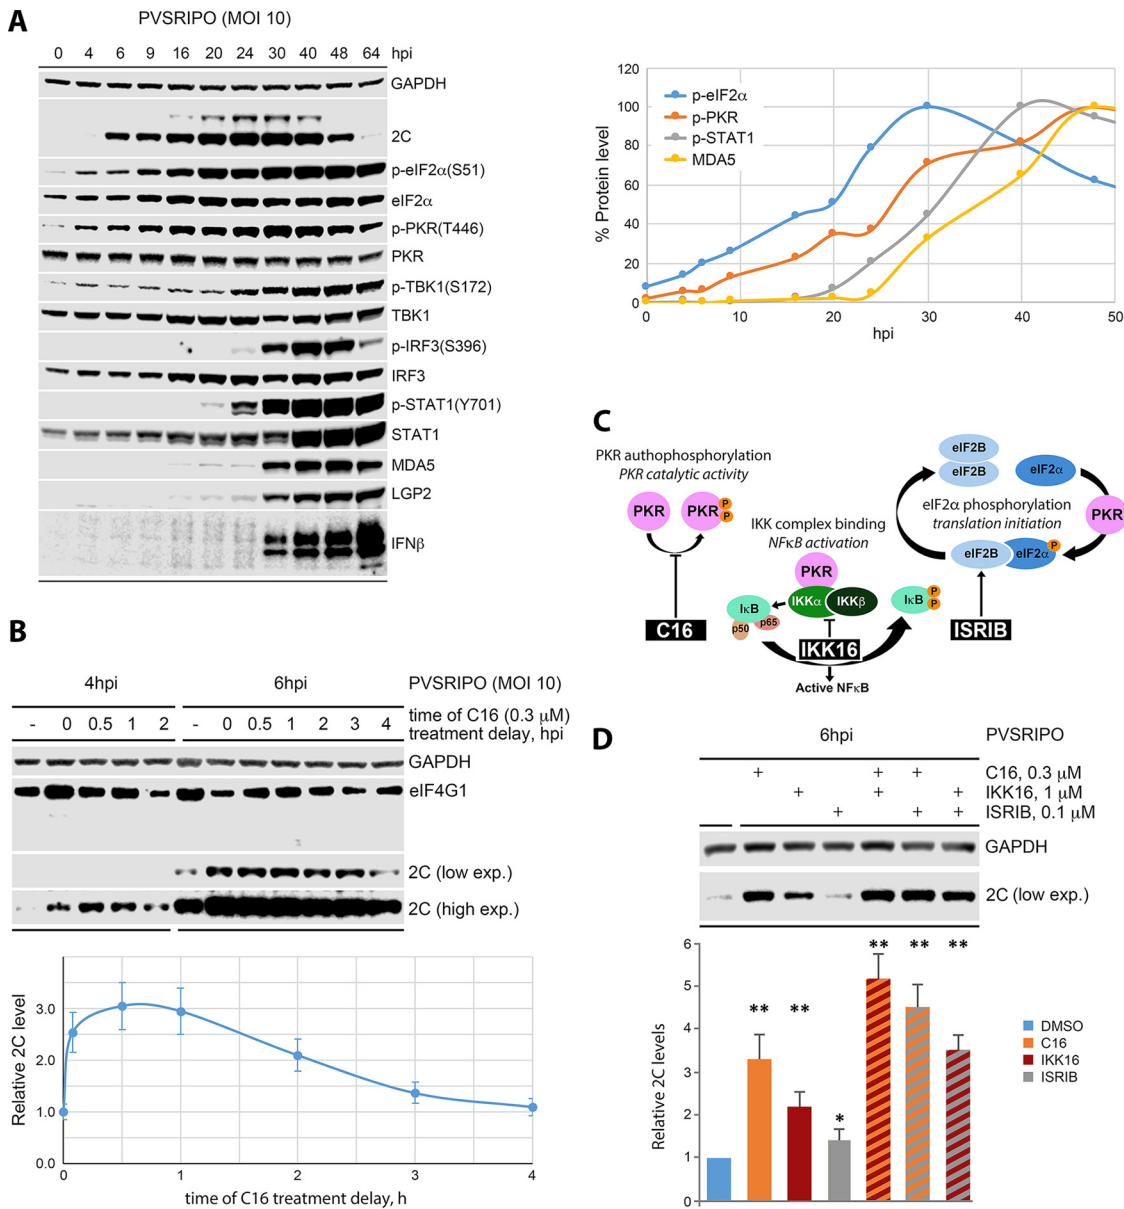 A
PVSRIPO (MOI 10)
0 4 6 9 16 20 24 30 40 48 64 hpi
GAPDH
2C
p-eIF2α(S51)
eIF2α
p-PKR(T446)
PKR
p-TBK1(S172)
TBK1
p-IRF3(S396)
IRF3
p-STAT1(Y701)
STAT1
MDA5
LGP2
IFNβ
% Protein level
120
100
80
60
40
20
0
p-eIF2α
p-PKR
p-STAT1
MDA5
0 10 20 30 40 50
hpi
B
4hpi 6hpi PVSRIPO (MOI 10)
- 0 0.5 1 2 - 0 0.5 1 2 3 4 time of C16 (0.3 μM)
treatment delay, hpi
GAPDH
eIF4G1
2C (low exp.)
2C (high exp.)
Relative 2C level
3.0
2.0
1.0
0.0
0 1 2 3 4
time of C16 treatment delay, h
C
PKR authophosphorylation
PKR catalytic activity
PKR PKR P P
C16
IKK complex binding
NFκB activation
PKR
IκB IKKα IKKβ IκB P P
p50 p65
IKK16
Active NFκB
eIF2B
eIF2B eIF2α
eIF2α phosphorylation
translation initiation
PKR
eIF2B eIF2α P
ISRIB
D
6hpi PVSRIPO
+ + + C16, 0.3 μM
+ + + IKK16, 1 μM
+ + + ISRIB, 0.1 μM
GAPDH
2C (low exp.)
Relative 2C levels
6
5
4
3
2
1
0
** ** * ** ** **
DMSO
C16
IKK16
ISRIB